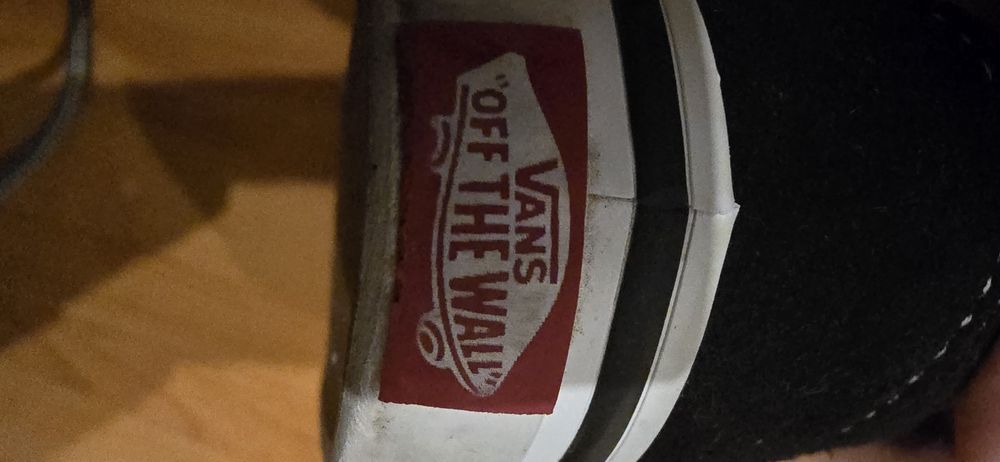 VANS
"OFF THE WALL"